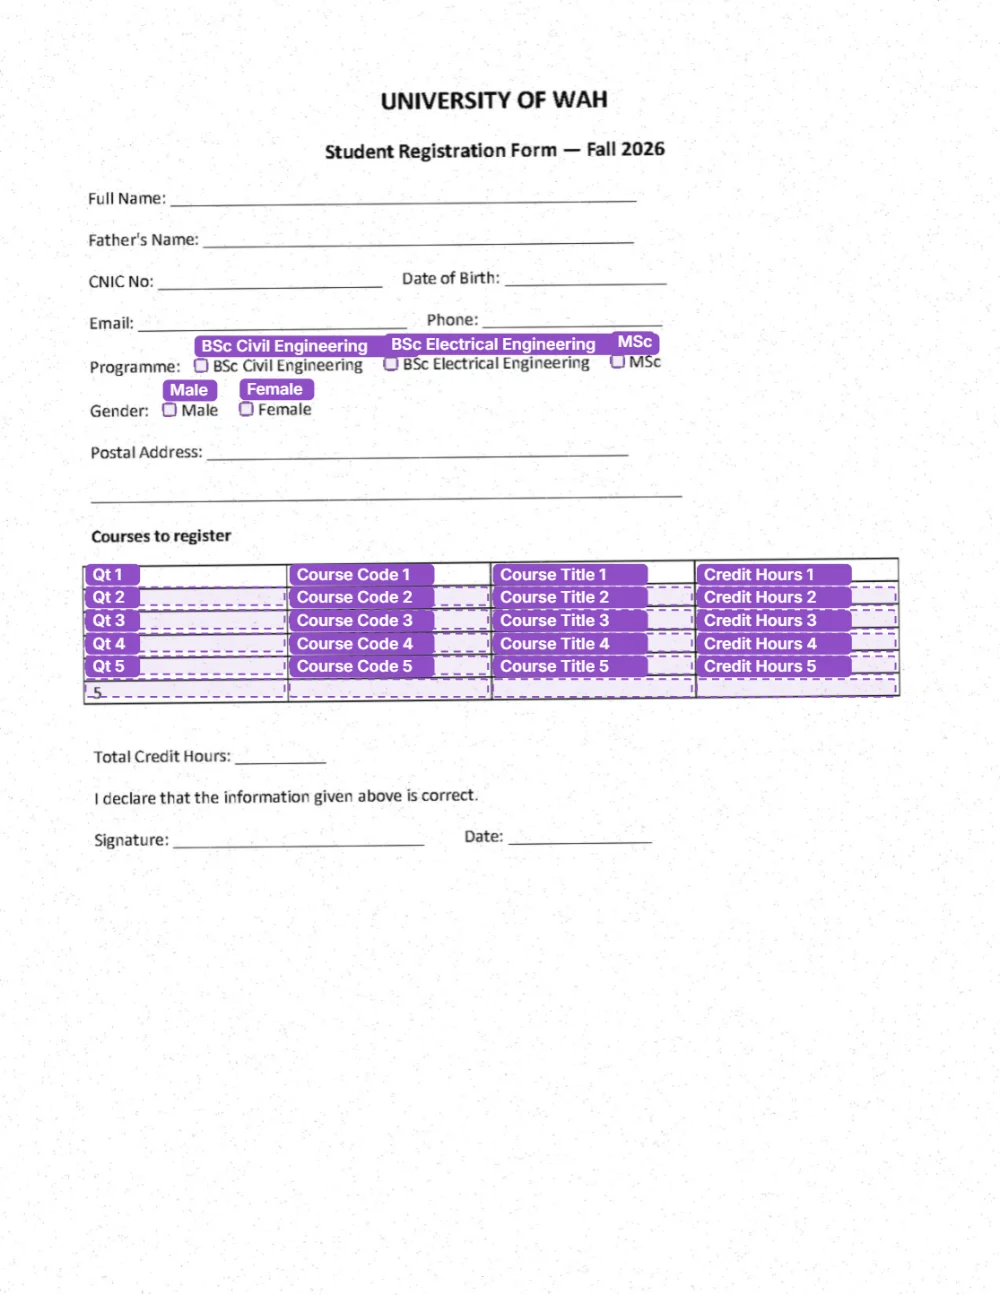 UNIVERSITY OF WAH
Student Registration Form — Fall 2026
Full Name:
Father's Name:
CNIC No: Date of Birth:
Email: Phone:
BSc Civil Engineering BSc Electrical Engineering MSc
Programme: BSc Civil Engineering BSc Electrical Engineering MSc
Male Female
Gender: Male Female
Postal Address:
Courses to register
Qt 1 Course Code 1 Course Title 1 Credit Hours 1
Qt 2 Course Code 2 Course Title 2 Credit Hours 2
Qt 3 Course Code 3 Course Title 3 Credit Hours 3
Qt 4 Course Code 4 Course Title 4 Credit Hours 4
Qt 5 Course Code 5 Course Title 5 Credit Hours 5
5
Total Credit Hours:
I declare that the information given above is correct.
Signature: Date: